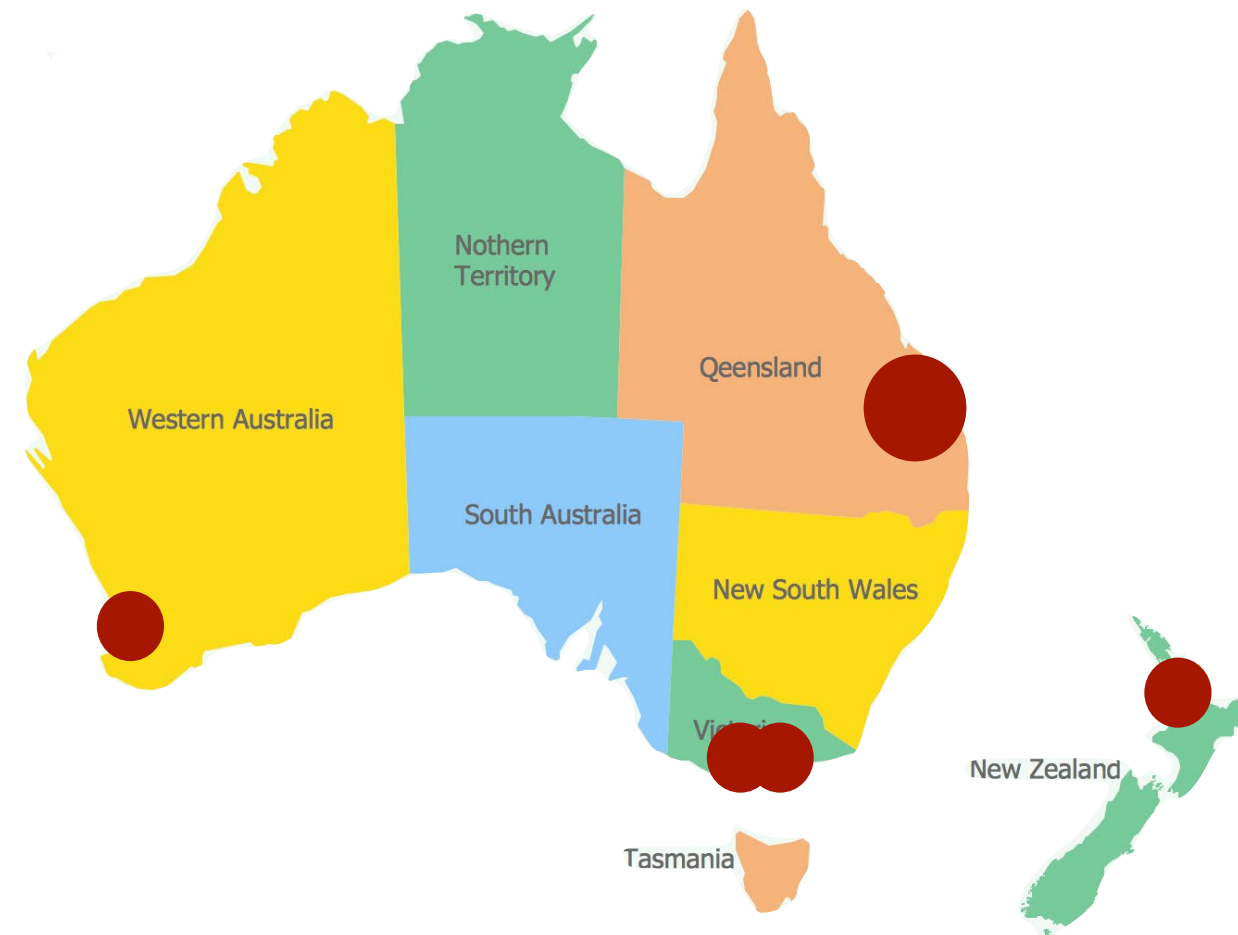 Nothern
Territory
Qeensland
Western Australia
South Australia
New South Wales
New Zealand
Tasmania